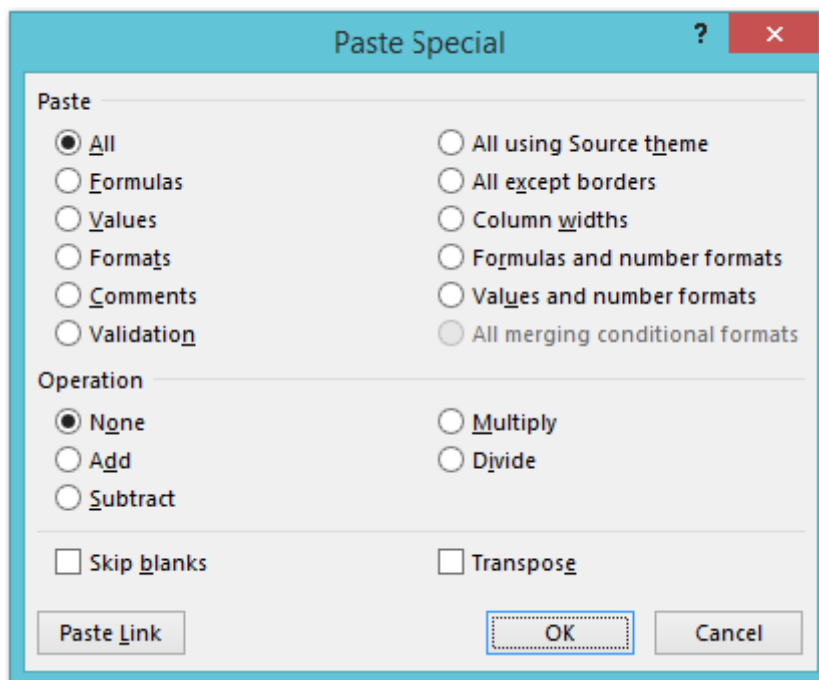 Paste Special
?
Paste
All
All using Source theme
Formulas
All except borders
Values
Column widths
Formats
Formulas and number formats
Comments
Values and number formats
Validation
All merging conditional formats
Operation
None
Multiply
Add
Divide
Subtract
Skip blanks
Transpose
Paste Link
OK
Cancel